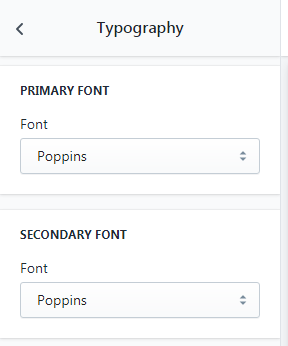 Typography
PRIMARY FONT
Font
Poppins
SECONDARY FONT
Font
Poppins